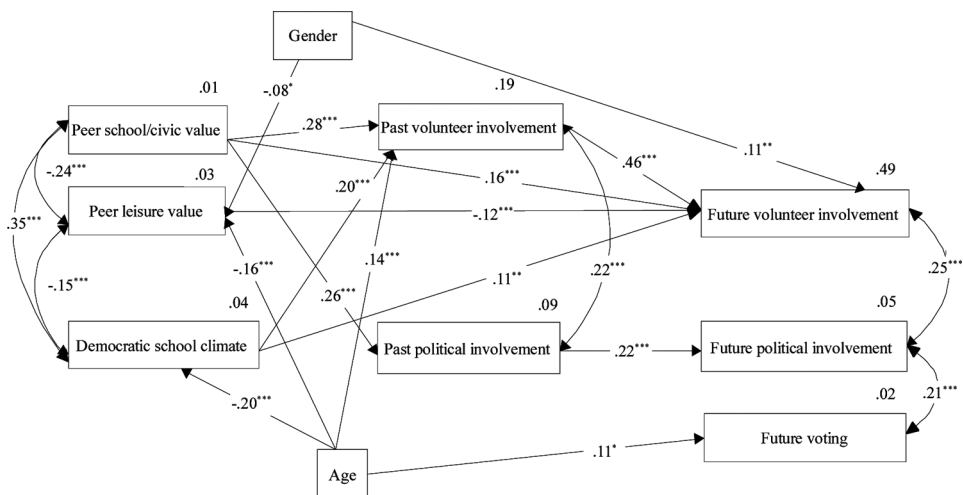 Gender
.01
-.08*
.19
Peer school/civic value
.28***
Past volunteer involvement
.11**
.49
-.24***
.03
.20***
.46***
.16***
Peer leisure value
-.12***
Future volunteer involvement
.35***
-.15***
-.16***
.14***
.22***
.11**
.25***
.04
.26***
.09
.05
Democratic school climate
Past political involvement
.22***
Future political involvement
-.20***
.02
.21***
Future voting
.11*
Age